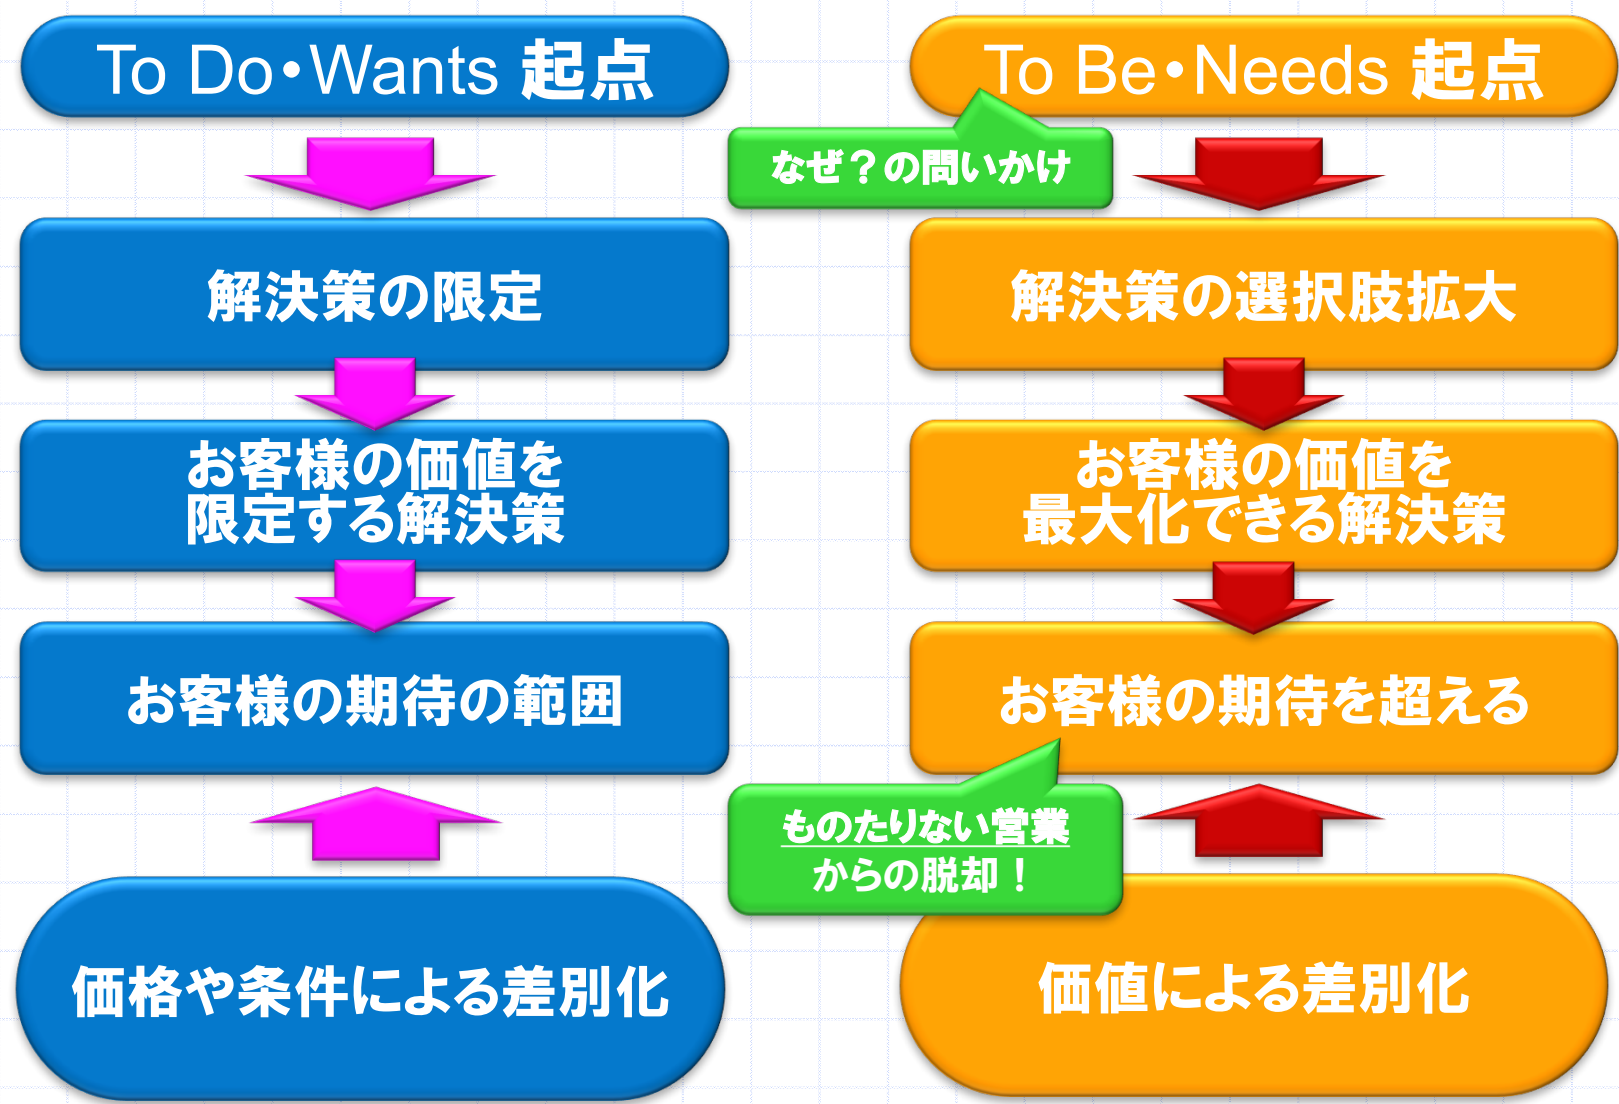 To Do・Wants 起点
解決策の限定
お客様の価値を
限定する解決策
お客様の期待の範囲
価格や条件による差別化
To Be・Needs 起点
なぜ？の問いかけ
解決策の選択肢拡大
お客様の価値を
最大化できる解決策
お客様の期待を超える
ものたりない営業
からの脱却！
価値による差別化